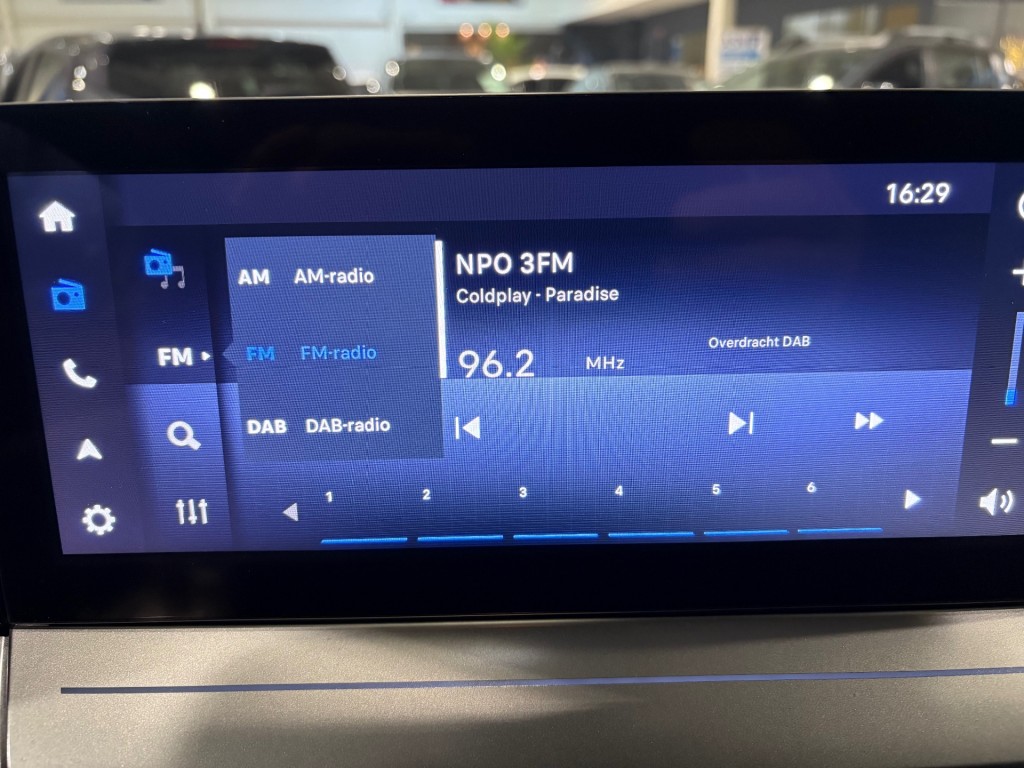 16:29
AM AM-radio
FM
FM FM-radio
DAB DAB-radio
NPO 3FM
Coldplay - Paradise
96.2 MHz
Overdracht DAB
1 2 3 4 5 6